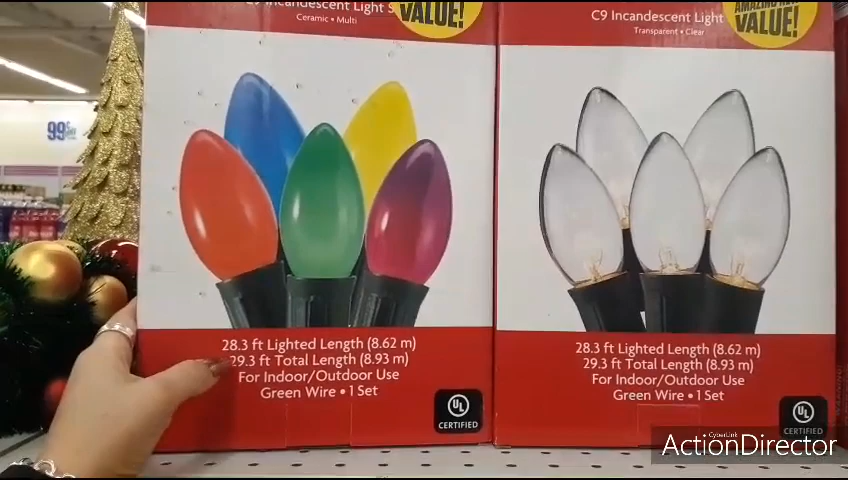 C9 Incandescent Light
VALUE!
Ceramic • Multi
28.3 ft Lighted Length (8.62 m)
29.3 ft Total Length (8.93 m)
For Indoor/Outdoor Use
Green Wire • 1 Set
UL
CERTIFIED
C9 Incandescent Light
AMAZING
VALUE!
Transparent • Clear
28.3 ft Lighted Length (8.62 m)
29.3 ft Total Length (8.93 m)
For Indoor/Outdoor Use
Green Wire • 1 Set
UL
CERTIFIED
99¢
CyberLink
ActionDirector